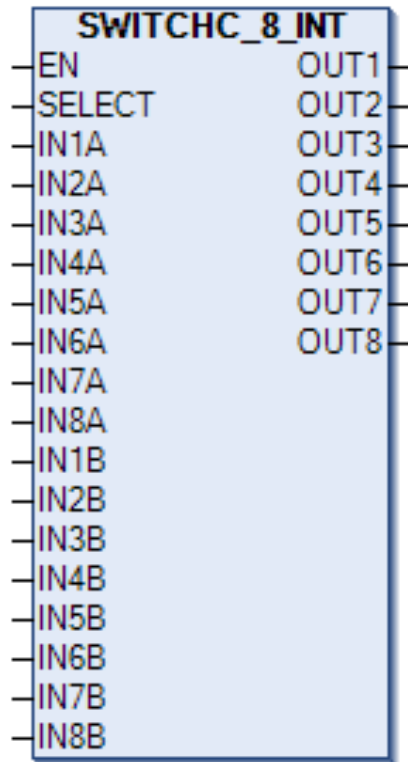 SWITCHC_8_INT
EN OUT1
SELECT OUT2
IN1A OUT3
IN2A OUT4
IN3A OUT5
IN4A OUT6
IN5A OUT7
IN6A OUT8
IN7A
IN8A
IN1B
IN2B
IN3B
IN4B
IN5B
IN6B
IN7B
IN8B